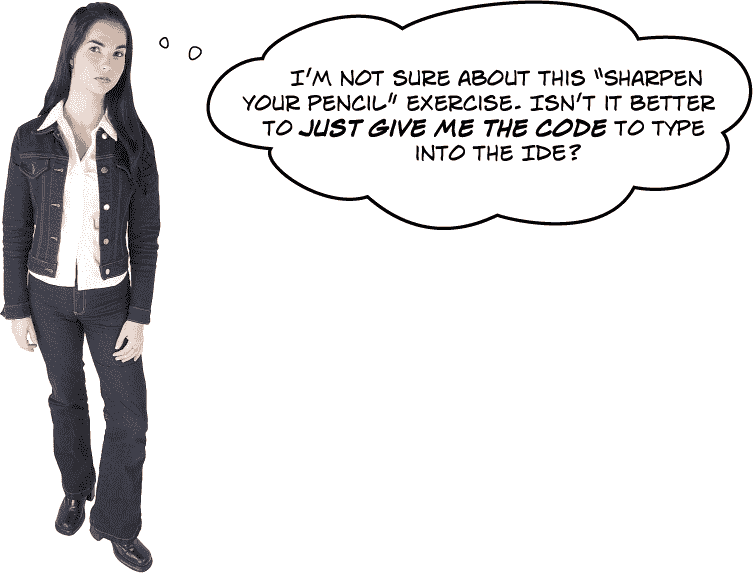 I'M NOT SURE ABOUT THIS "SHARPEN
YOUR PENCIL" EXERCISE. ISN'T IT BETTER
TO JUST GIVE ME THE CODE TO TYPE
INTO THE IDE?